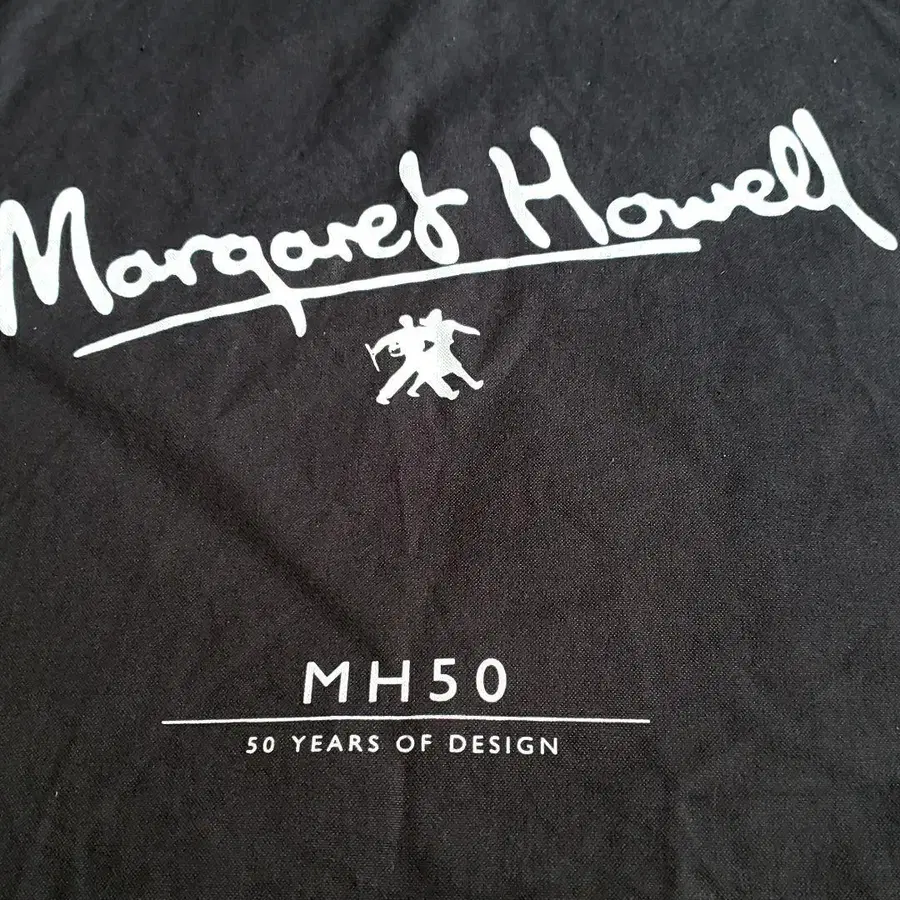 Margaret Howell
MH50
50 YEARS OF DESIGN